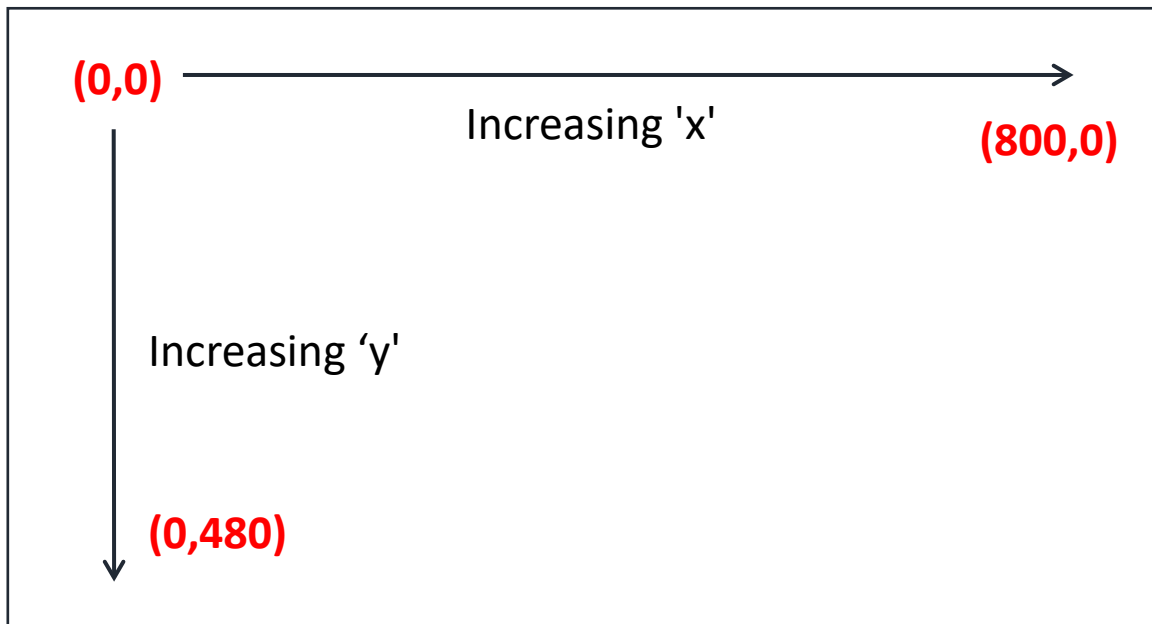 (0,0)
Increasing 'x'
(800,0)
Increasing ‘y'
(0,480)